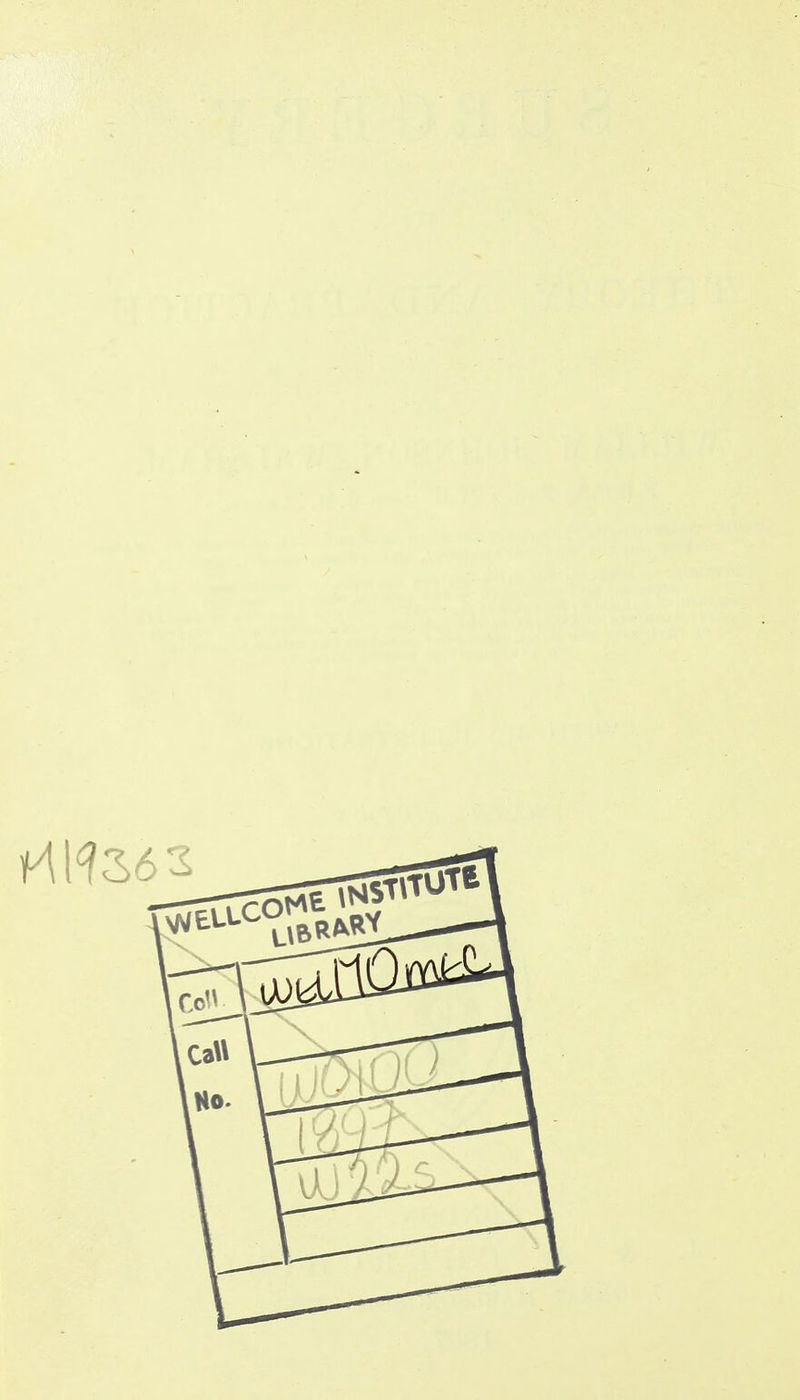 M19363
WELLCOME INSTITUTE
LIBRARY
Coll. welMOmec
Call
No.
WO100
1897
W22s